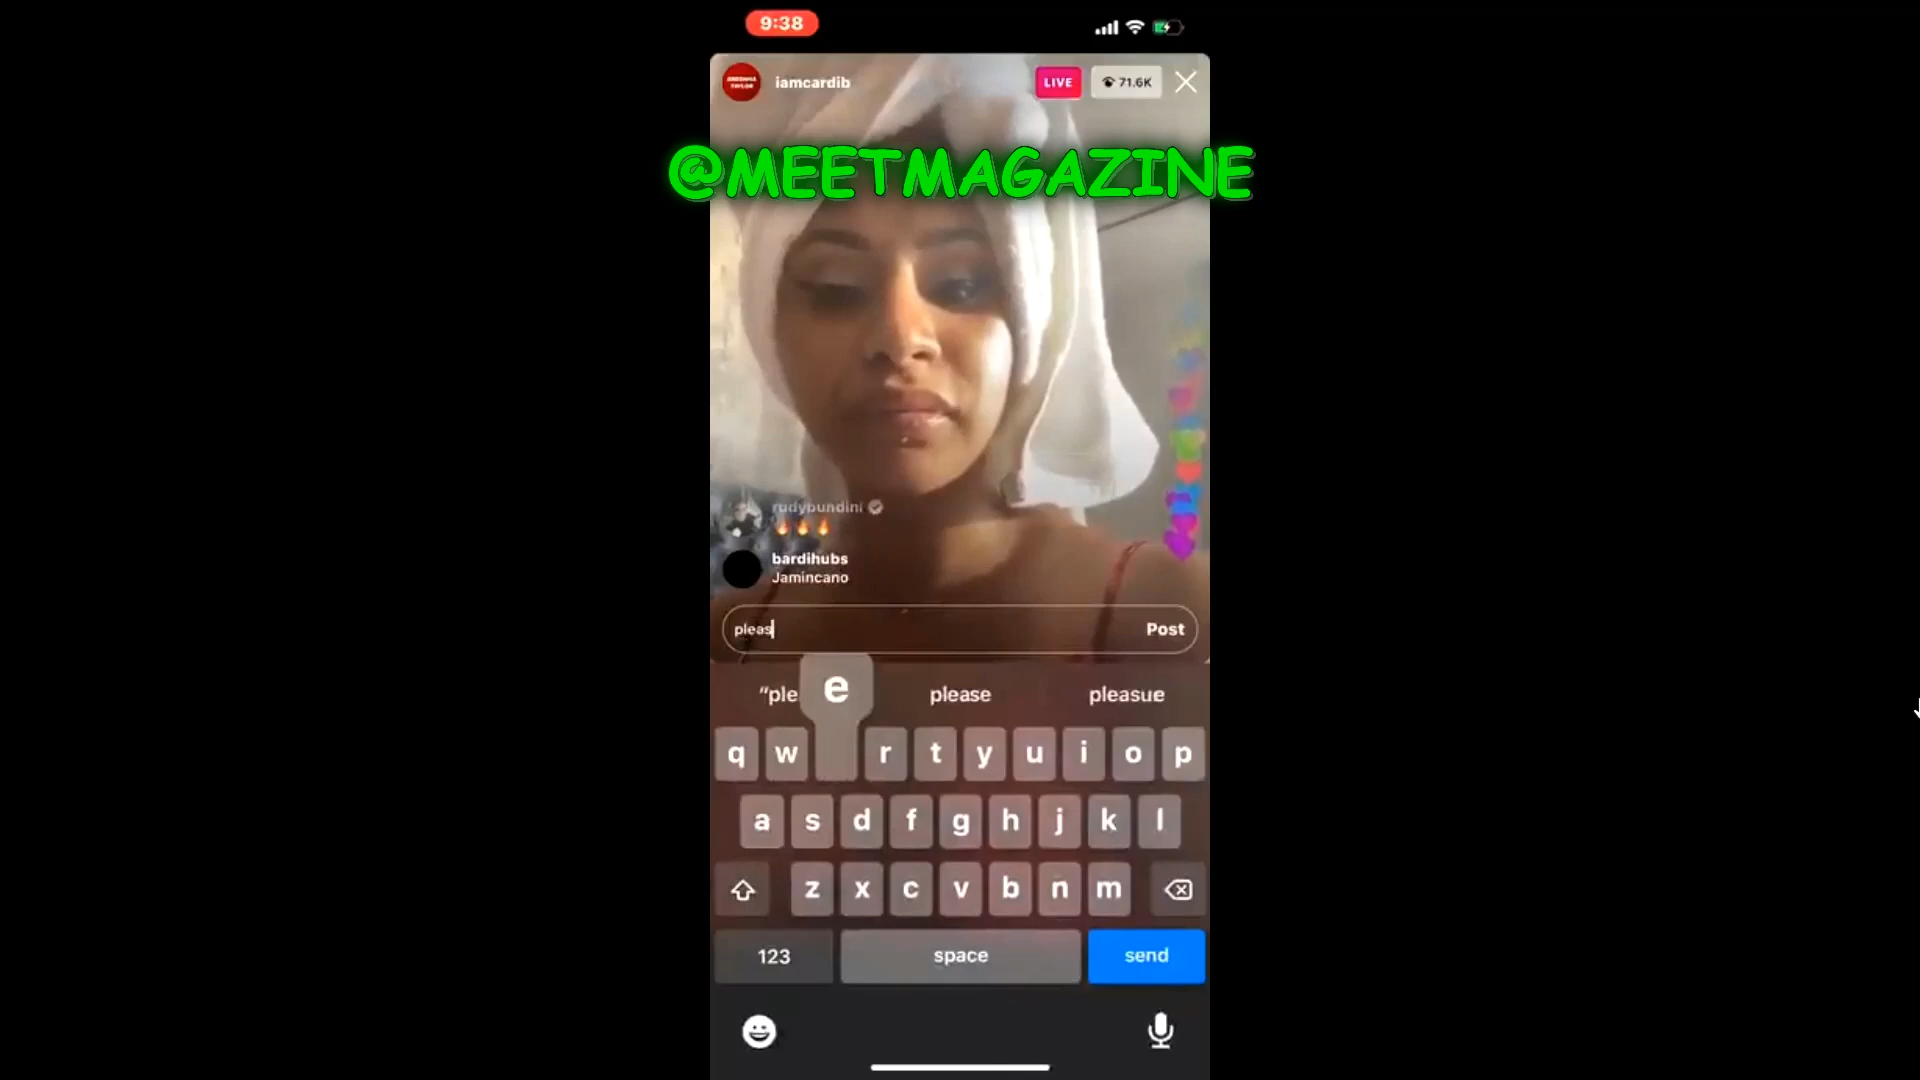 9:38
iamcardib
LIVE
71.6K
@MEETMAGAZINE
rudybundini
🔥🔥🔥
bardihubs
Jamincano
pleas
Post
"ple
e
please
pleasue
q w r t y u i o p
a s d f g h j k l
z x c v b n m
123
space
send